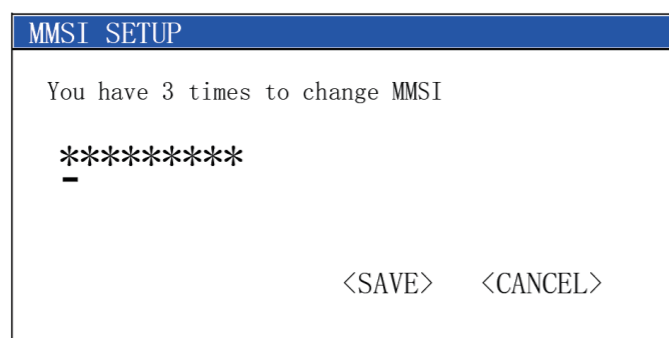 MMSI SETUP
You have 3 times to change MMSI
*********
<SAVE> <CANCEL>